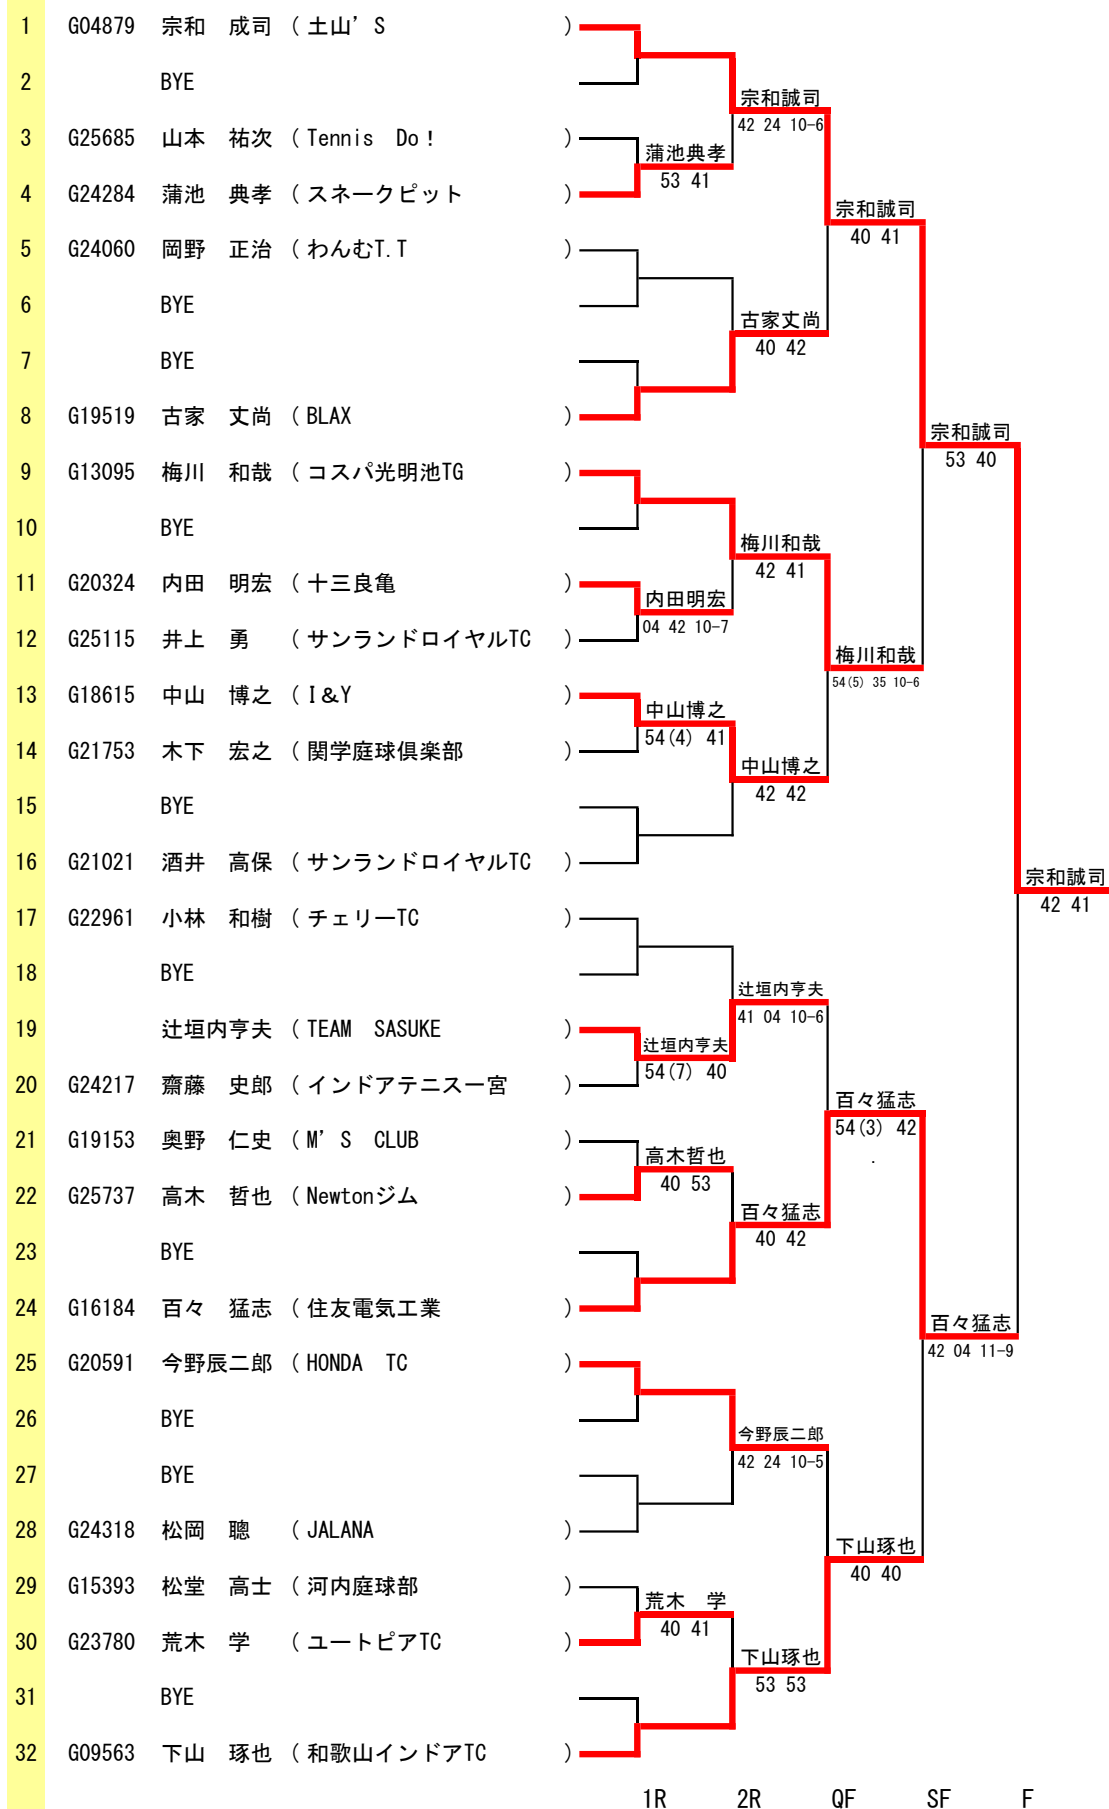 1 G04879 宗和 成司 （ 土山’S ）
2 BYE
宗和誠司
42 24 10-6
3 G25685 山本 祐次 （ Tennis Do！ ）
蒲池典孝
53 41
4 G24284 蒲池 典孝 （ スネークピット ）
宗和誠司
40 41
5 G24060 岡野 正治 （ わんむT.T ）
6 BYE
古家丈尚
40 42
7 BYE
8 G19519 古家 丈尚 （ BLAX ）
宗和誠司
53 40
9 G13095 梅川 和哉 （ コスパ光明池TG ）
10 BYE
梅川和哉
42 41
11 G20324 内田 明宏 （ 十三良亀 ）
内田明宏
04 42 10-7
12 G25115 井上 勇 （ サンランドロイヤルTC ）
梅川和哉
54(5) 35 10-6
13 G18615 中山 博之 （ I＆Y ）
中山博之
54(4) 41
14 G21753 木下 宏之 （ 関学庭球倶楽部 ）
中山博之
42 42
15 BYE
16 G21021 酒井 高保 （ サンランドロイヤルTC ）
宗和誠司
42 41
17 G22961 小林 和樹 （ チェリーTC ）
18 BYE
辻垣内亨夫
41 04 10-6
19 辻垣内亨夫 （ TEAM SASUKE ）
辻垣内亨夫
54(7) 40
20 G24217 齋藤 史郎 （ インドアテニス一宮 ）
百々猛志
54(3) 42
.
21 G19153 奥野 仁史 （ M’S CLUB ）
高木哲也
40 53
22 G25737 高木 哲也 （ Newtonジム ）
百々猛志
40 42
23 BYE
24 G16184 百々 猛志 （ 住友電気工業 ）
百々猛志
42 04 11-9
25 G20591 今野辰二郎 （ HONDA TC ）
26 BYE
今野辰二郎
42 24 10-5
27 BYE
28 G24318 松岡 聰 （ JALANA ）
下山琢也
40 40
29 G15393 松堂 高士 （ 河内庭球部 ）
荒木 学
40 41
30 G23780 荒木 学 （ ユートピアTC ）
下山琢也
53 53
31 BYE
32 G09563 下山 琢也 （ 和歌山インドアTC ）
1R 2R QF SF F